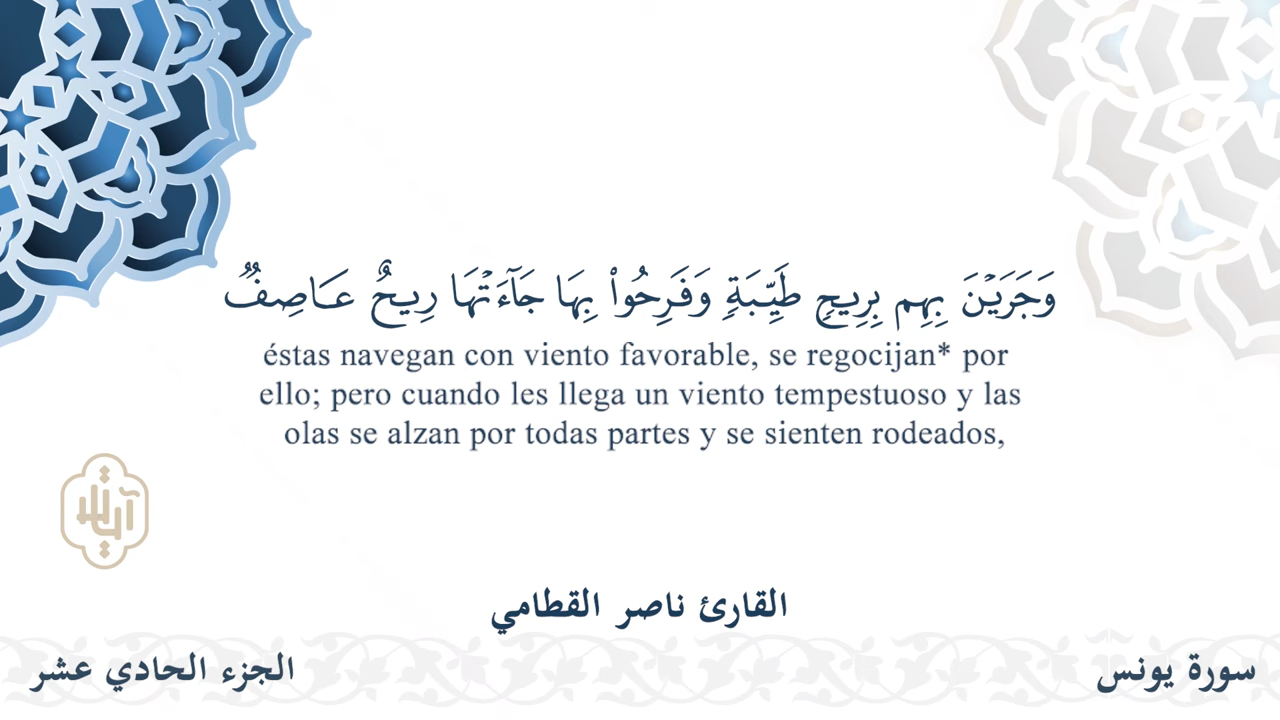 وَجَرَيۡنَ بِهِم بِرِيحٖ طَيِّبَةٖ وَفَرِحُواْ بِهَا جَآءَتۡهَا رِيحٌ عَاصِفٞ
éstas navegan con viento favorable, se regocijan* por
ello; pero cuando les llega un viento tempestuoso y las
olas se alzan por todas partes y se sienten rodeados,
آيات الله
القارئ ناصر القطامي
سورة يونس
الجزء الحادي عشر